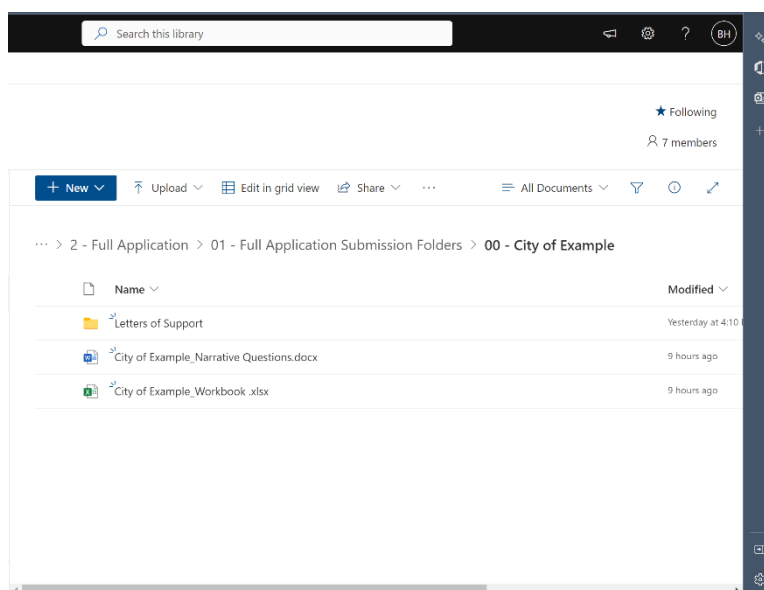 Search this library
?
BH
Following
7 members
New
Upload
Edit in grid view
Share
...
All Documents
... > 2 - Full Application > 01 - Full Application Submission Folders > 00 - City of Example
Name
Modified
Letters of Support
Yesterday at 4:10
City of Example_Narrative Questions.docx
9 hours ago
City of Example_Workbook .xlsx
9 hours ago